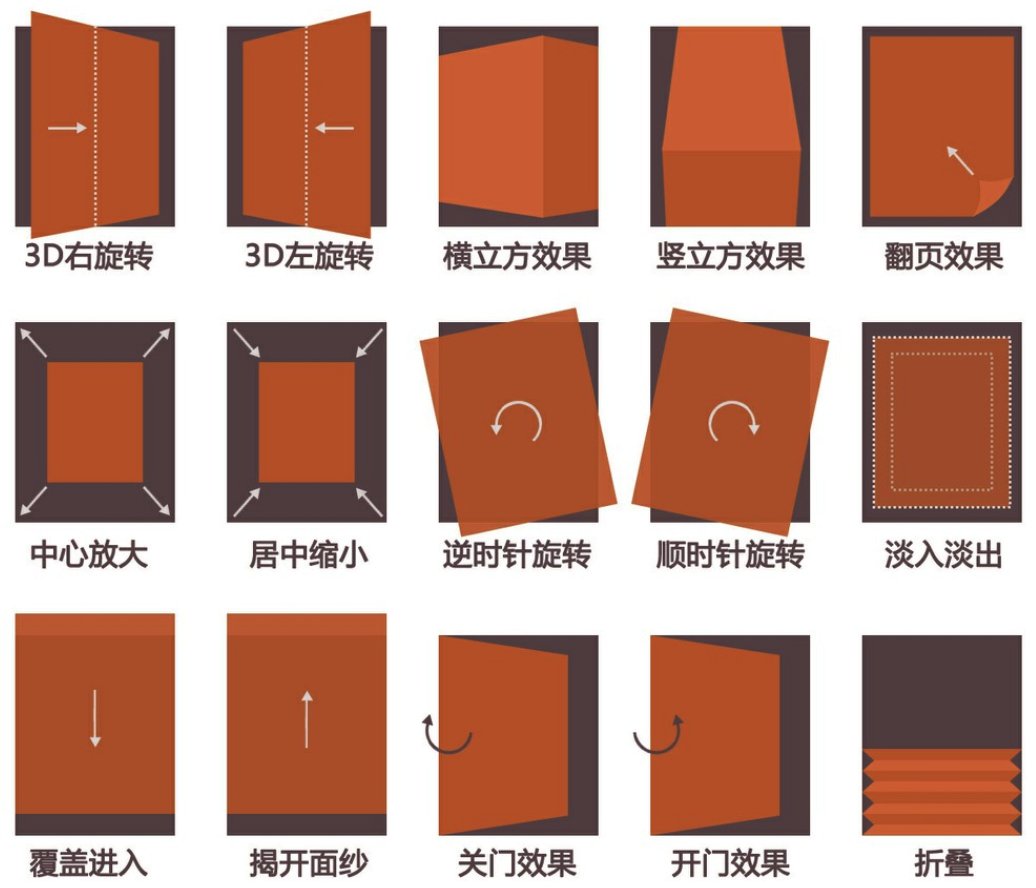 3D右旋转
3D左旋转
横立方效果
竖立方效果
翻页效果
中心放大
居中缩小
逆时针旋转
顺时针旋转
淡入淡出
覆盖进入
揭开面纱
关门效果
开门效果
折叠